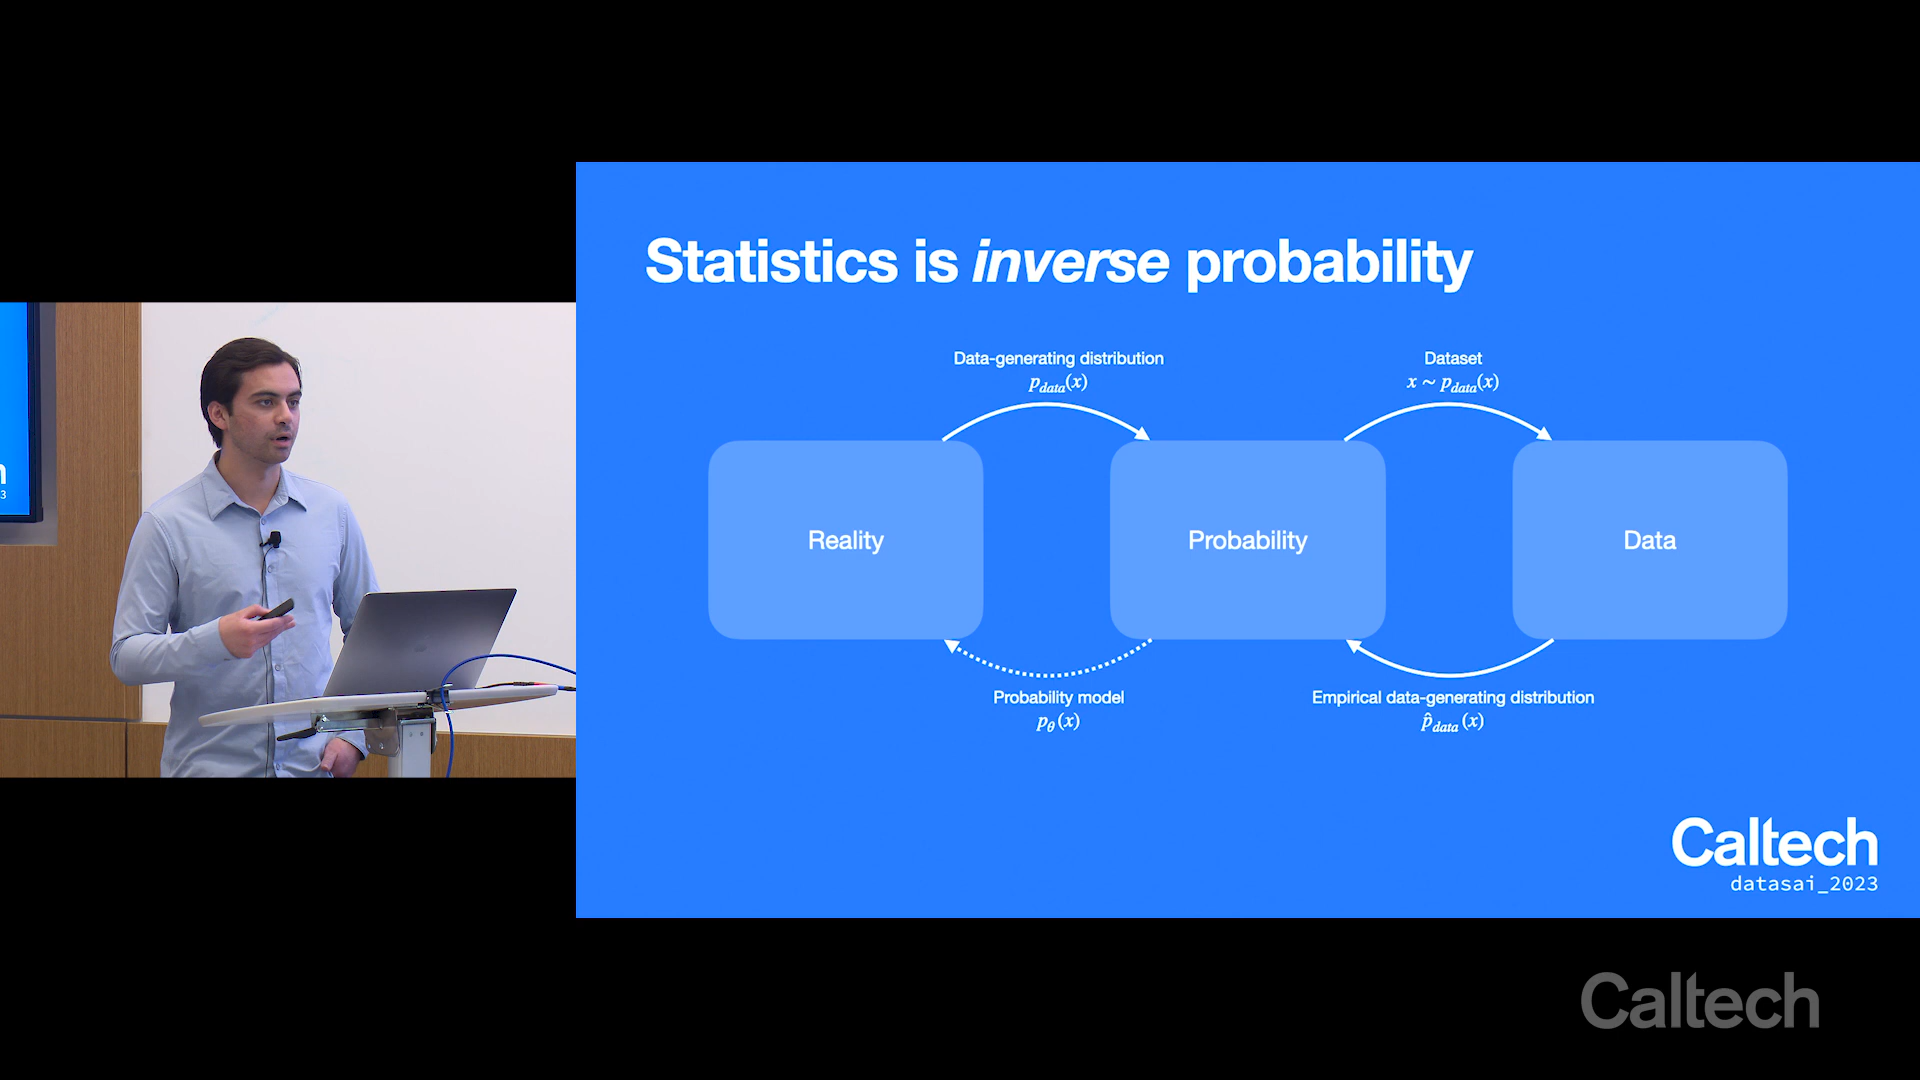 Statistics is inverse probability
Data-generating distribution
p_data(x)
Dataset
x ~ p_data(x)
Reality
Probability
Data
Probability model
p_θ(x)
Empirical data-generating distribution
p̂_data(x)
Caltech
datasai_2023
Caltech
3